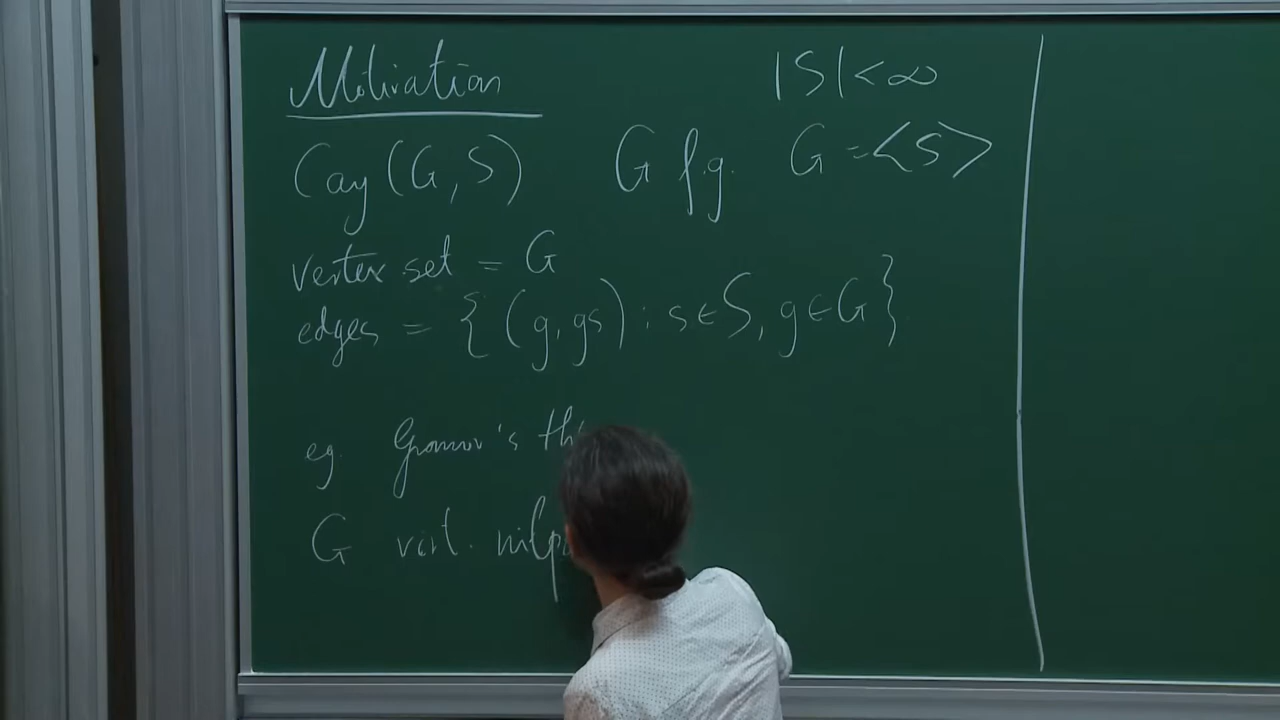 Motivation
|S| < ∞
Cay (G, S) G f.g. G = <S>
vertex set = G
edges = { (g, gs) : s ∈ S, g ∈ G }
eg. Gromov's th
G virt. nilp